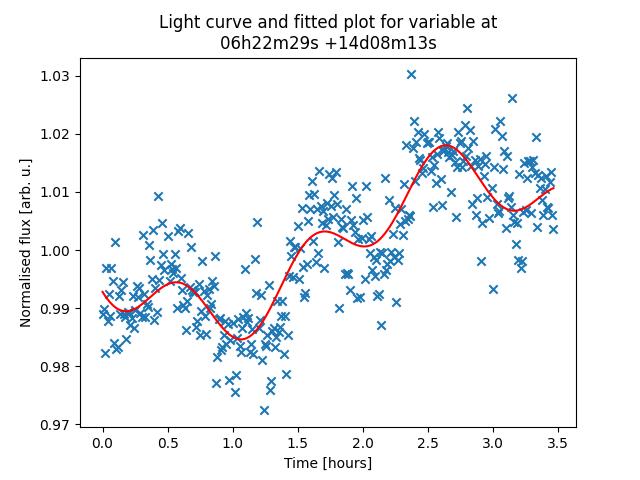 Light curve and fitted plot for variable at
06h22m29s +14d08m13s
1.03
1.02
1.01
1.00
0.99
0.98
0.97
Normalised flux [arb. u.]
0.0 0.5 1.0 1.5 2.0 2.5 3.0 3.5
Time [hours]